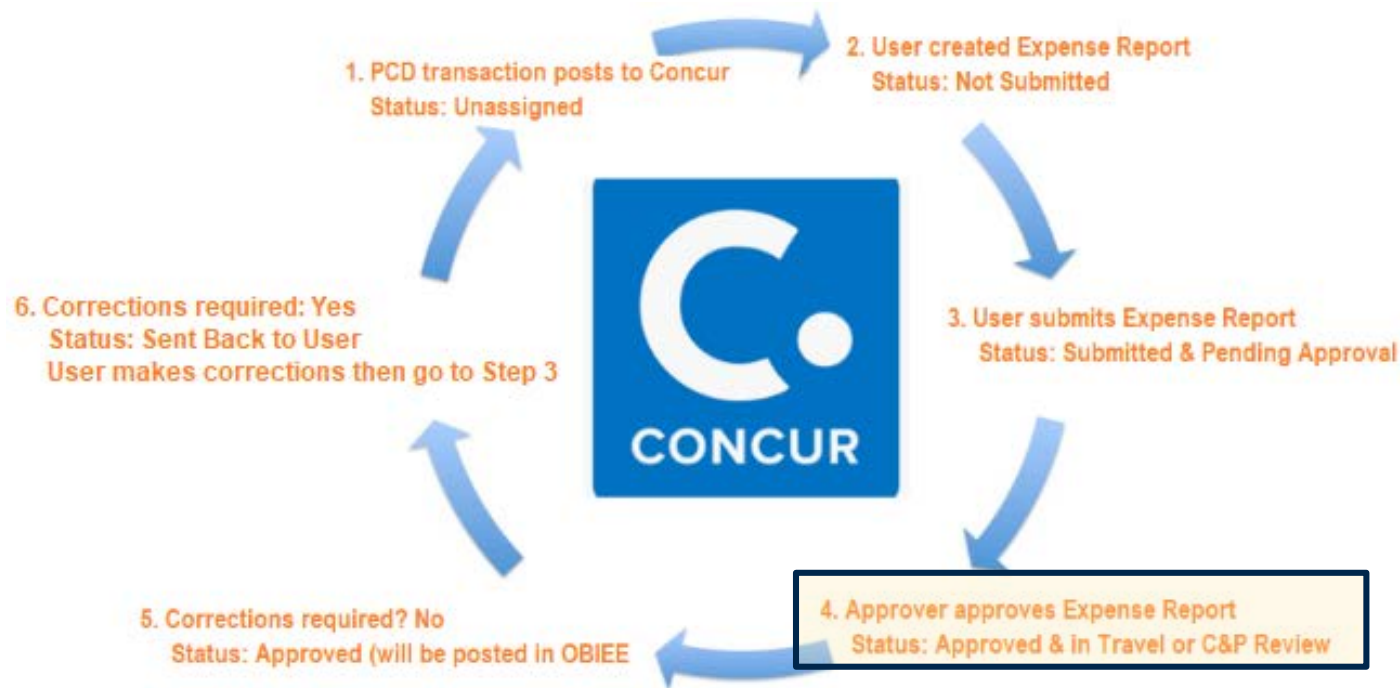 1. PCD transaction posts to Concur
Status: Unassigned
2. User created Expense Report
Status: Not Submitted
3. User submits Expense Report
Status: Submitted & Pending Approval
4. Approver approves Expense Report
Status: Approved & in Travel or C&P Review
5. Corrections required? No
Status: Approved (will be posted in OBIEE
6. Corrections required: Yes
Status: Sent Back to User
User makes corrections then go to Step 3
C.
CONCUR